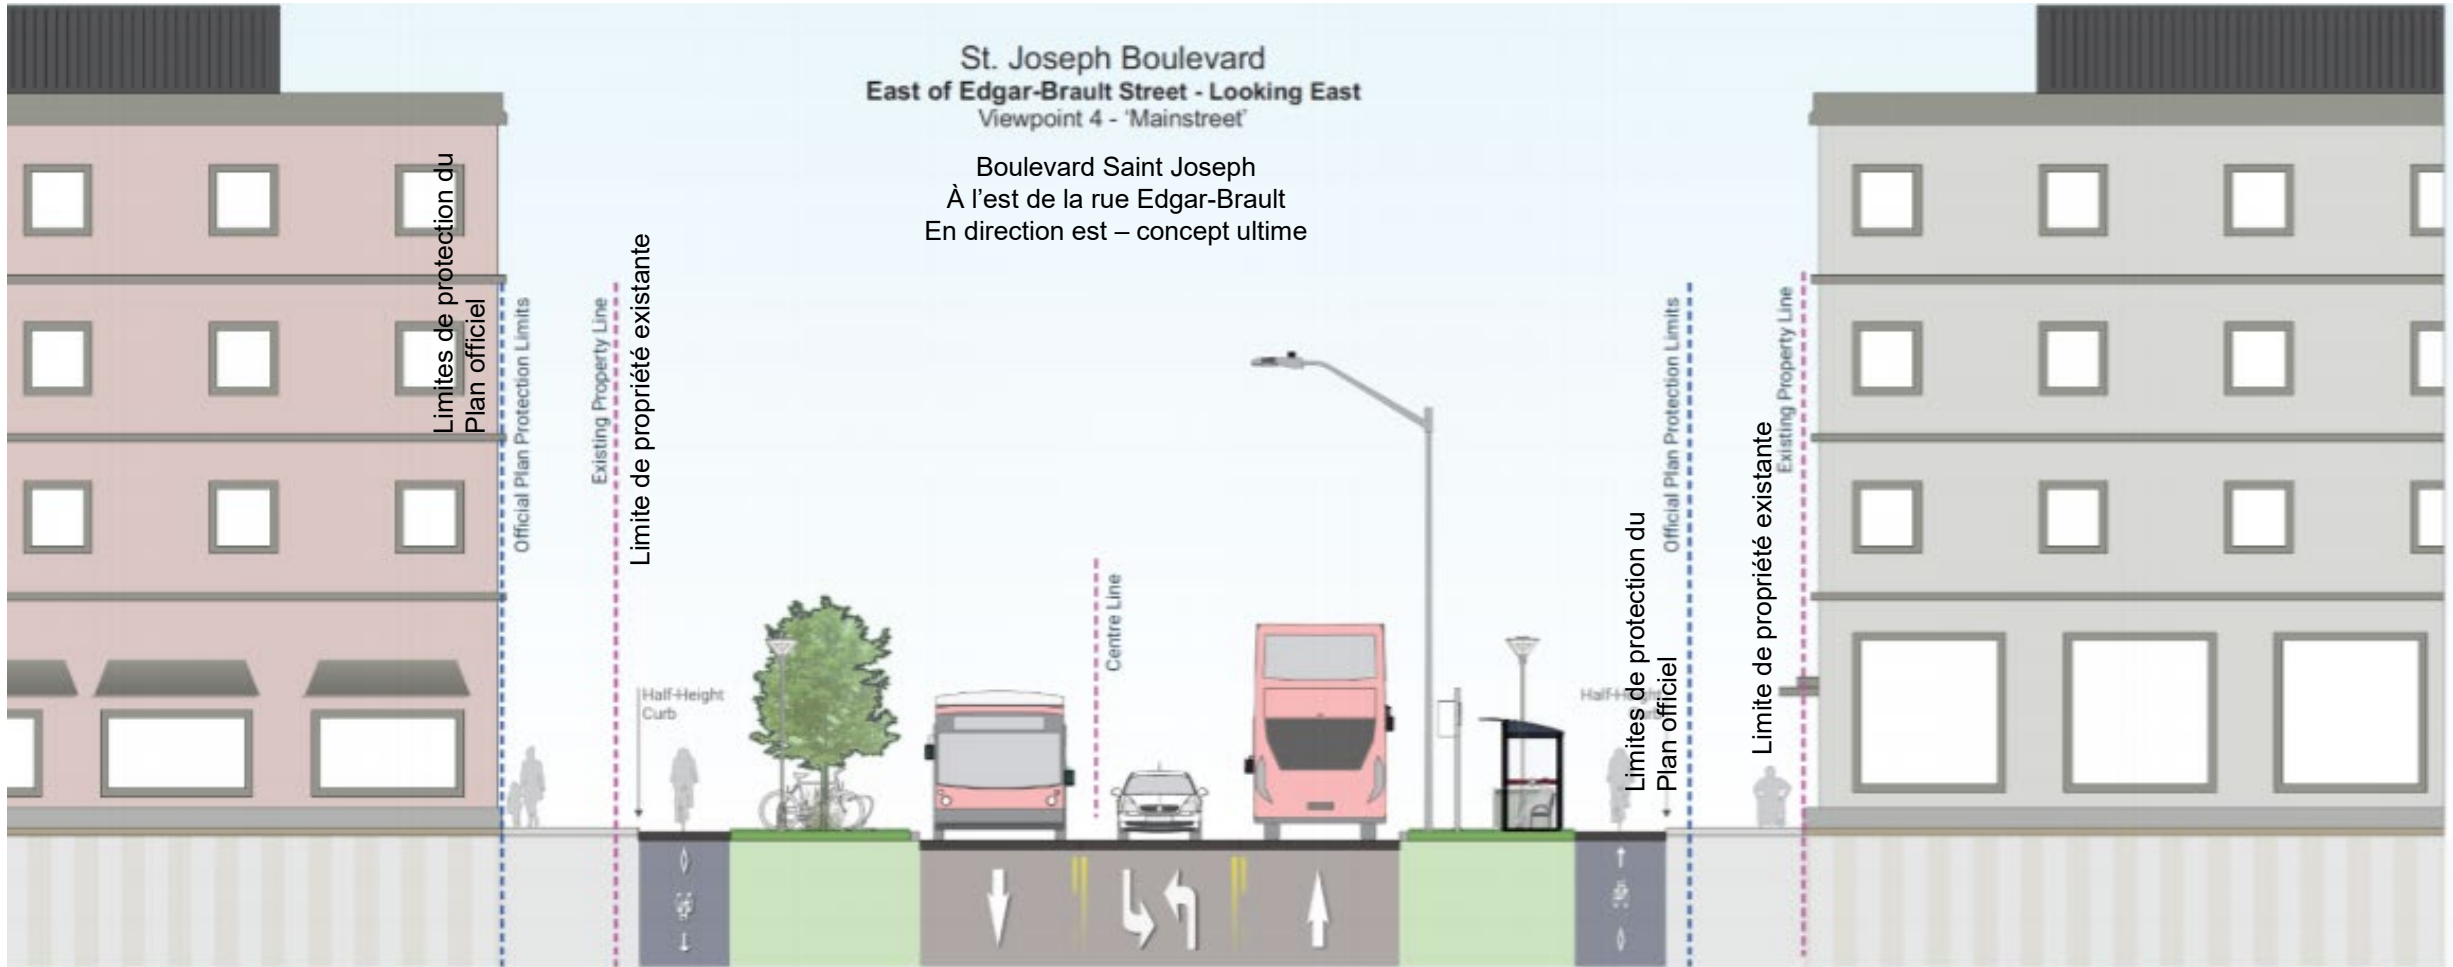 St. Joseph Boulevard
East of Edgar-Brault Street - Looking East
Viewpoint 4 - 'Mainstreet'
Boulevard Saint Joseph
À l'est de la rue Edgar-Brault
En direction est – concept ultime
Limites de protection du
Plan officiel
Official Plan Protection Limits
Existing Property Line
Limite de propriété existante
Half-Height
Curb
Centre Line
Half-Height
Curb
Limites de protection du
Plan officiel
Official Plan Protection Limits
Limite de propriété existante
Existing Property Line